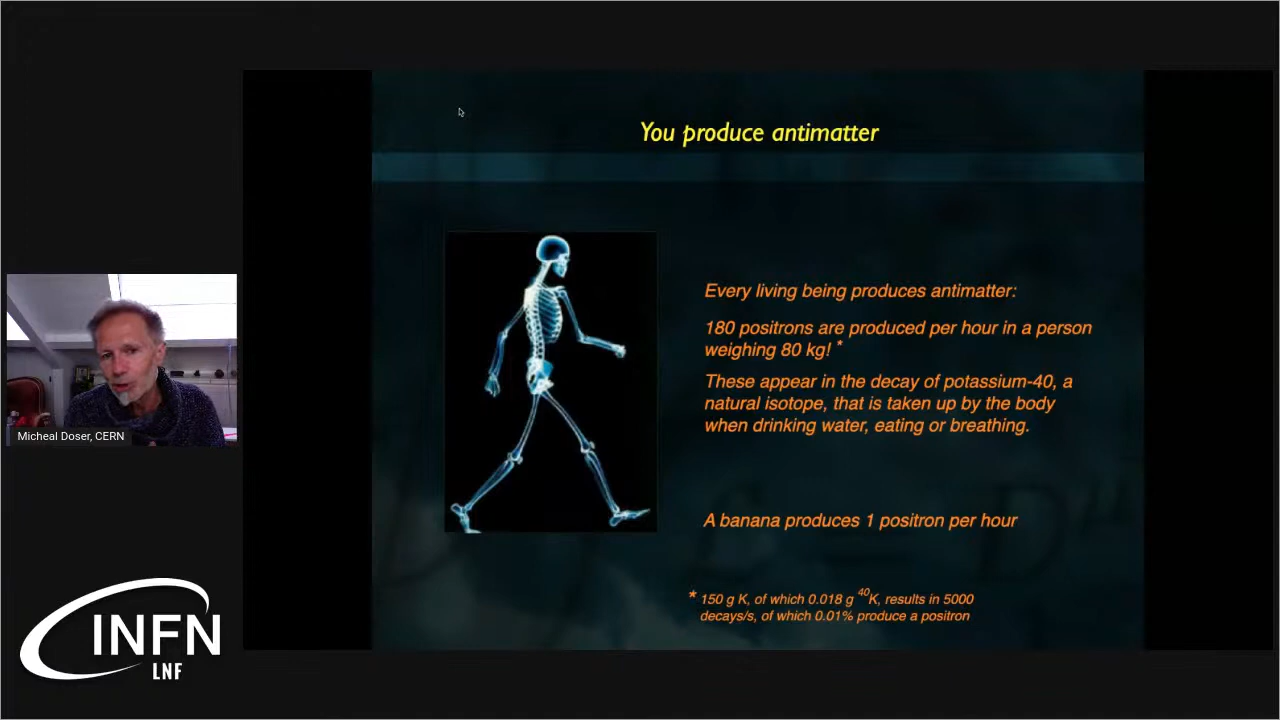 You produce antimatter
Every living being produces antimatter:
180 positrons are produced per hour in a person
weighing 80 kg! *
These appear in the decay of potassium-40, a
natural isotope, that is taken up by the body
when drinking water, eating or breathing.
A banana produces 1 positron per hour
* 150 g K, of which 0.018 g 40K, results in 5000
decays/s, of which 0.01% produce a positron
Micheal Doser, CERN
INFN
LNF